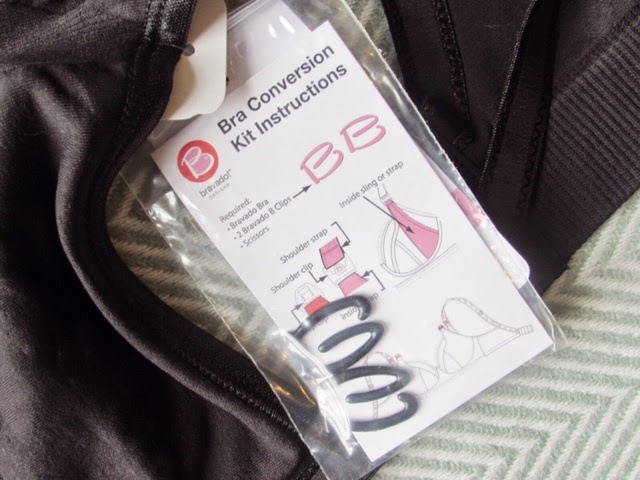 Bra Conversion
Kit Instructions
B
bravado!
DESIGNS
BB
Required:
• Bravado Bra
• 2 Bravado B Clips
• Scissors
Inside sling or strap
Shoulder strap
Shoulder clip